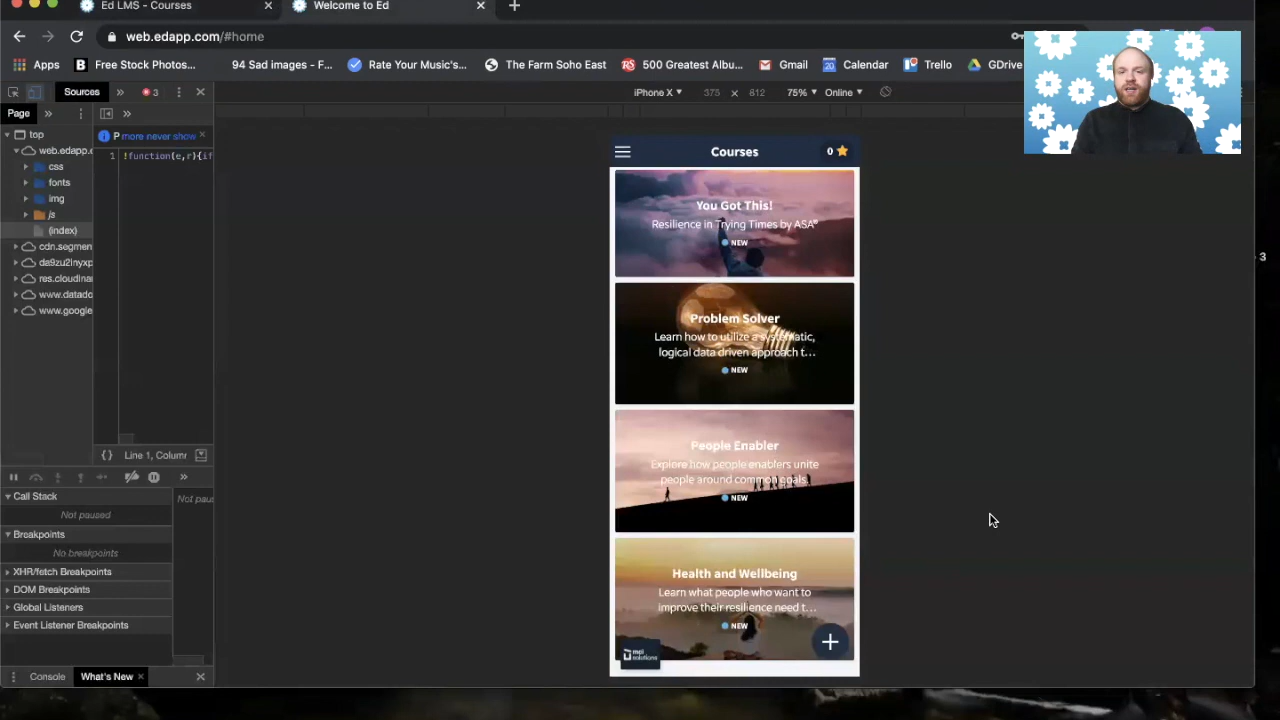 Ed LMS - Courses
Welcome to Ed
web.edapp.com/#home
Apps
Free Stock Photos...
94 Sad images - F...
Rate Your Music's...
The Farm Soho East
500 Greatest Albu...
Gmail
Calendar
Trello
GDrive
Sources
3
iPhone X 375 × 812 75% Online
Page
top
P more never show
web.edapp.c
1 !function(e,r){if
css
fonts
img
js
(index)
cdn.segmen
da9zu2lnyxp
res.cloudinar
www.datado
www.google
{} Line 1, Column
Call Stack
Not paused
Not pau
Breakpoints
No breakpoints
XHR/fetch Breakpoints
DOM Breakpoints
Global Listeners
Event Listener Breakpoints
Console
What's New
Courses
0
You Got This!
Resilience in Trying Times by ASA®
NEW
Problem Solver
Learn how to utilize a systematic,
logical data driven approach t...
NEW
People Enabler
Explore how people enablers unite
people around common goals.
NEW
Health and Wellbeing
Learn what people who want to
improve their resilience need t...
NEW
mci
solutions
3